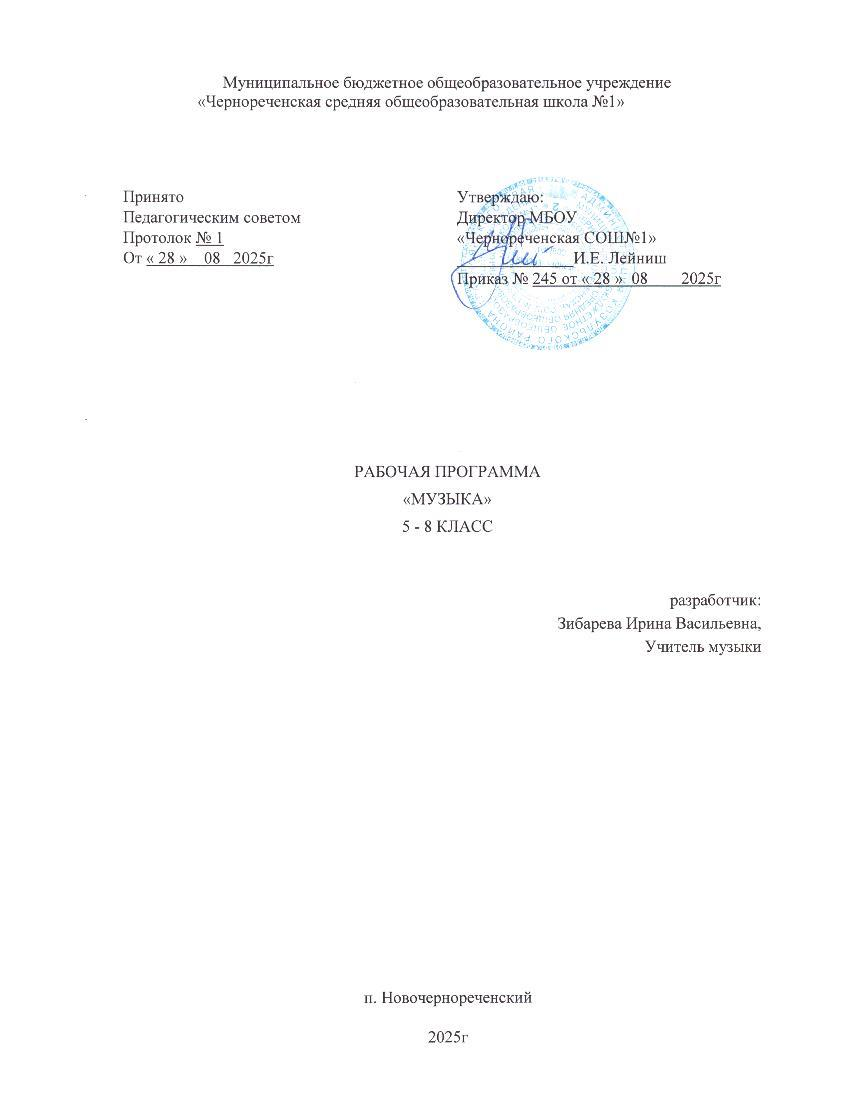 Муниципальное бюджетное общеобразовательное учреждение
«Чернореченская средняя общеобразовательная школа №1»
Принято
Педагогическим советом
Протолок № 1
От « 28 » 08 2025г
Утверждаю:
Директор МБОУ
«Чернореченская СОШ№1»
И.Е. Лейниш
Приказ № 245 от « 28 » 08 2025г
РАБОЧАЯ ПРОГРАММА
«МУЗЫКА»
5 - 8 КЛАСС
разработчик:
Зибарева Ирина Васильевна,
Учитель музыки
п. Новочернореченский
2025г